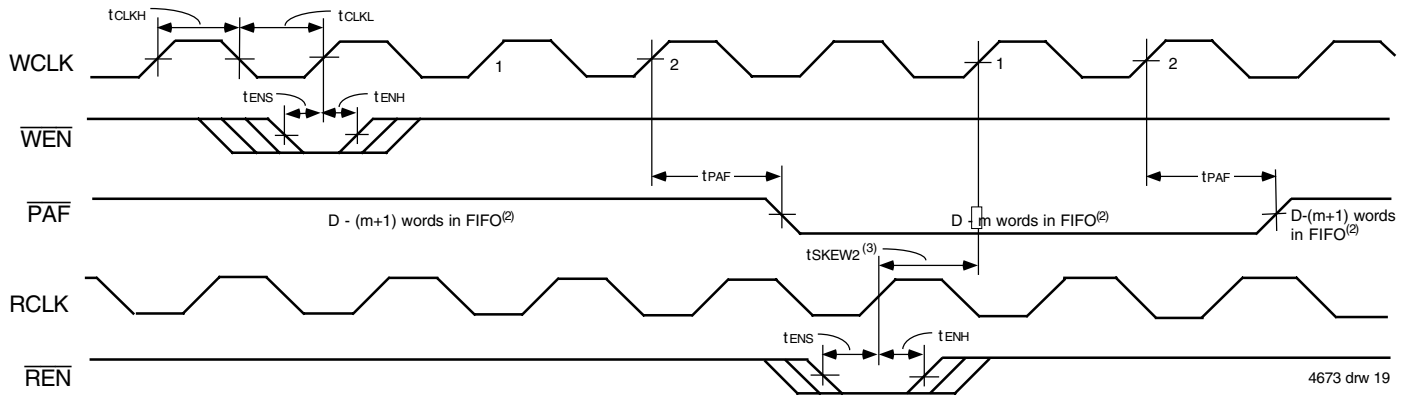 tCLKH tCLKL
WCLK 1 2 1 2
tENS tENH
WEN
tPAF tPAF
PAF D - (m+1) words in FIFO(2) D - m words in FIFO(2) D-(m+1) words
in FIFO(2)
tSKEW2 (3)
RCLK
tENS tENH
REN
4673 drw 19